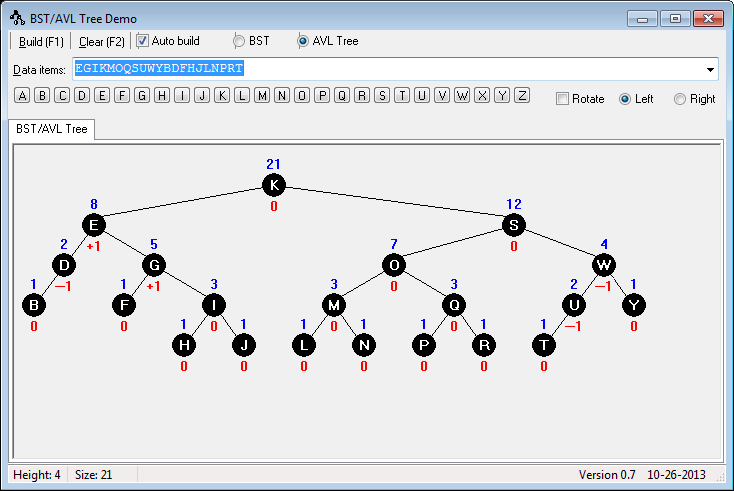 BST/AVL Tree Demo
Build (F1) Clear (F2) Auto build BST AVL Tree
Data items: EGIKMOQSUWYBDFHJLNPRT
A B C D E F G H I J K L M N O P Q R S T U V W X Y Z Rotate Left Right
BST/AVL Tree
21
K
0
8 12
E S
+1 0
2 5 7 4
D G O W
−1 +1 0 −1
1 1 3 3 3 2 1
B F I M Q U Y
0 0 0 0 0 −1 0
1 1 1 1 1 1 1
H J L N P R T
0 0 0 0 0 0 0
Height: 4 Size: 21 Version 0.7 10-26-2013